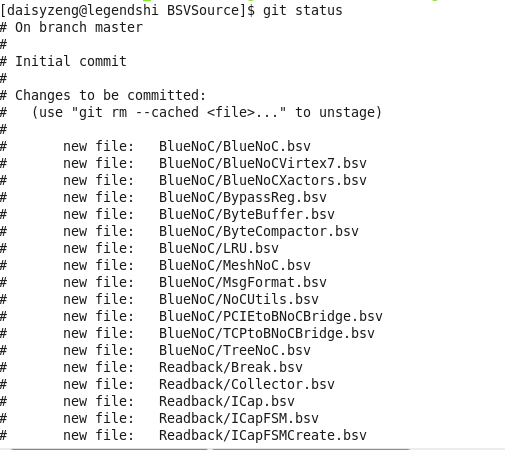 [daisyzeng@legendshi BSVSource]$ git status
# On branch master
#
# Initial commit
#
# Changes to be committed:
#   (use "git rm --cached <file>..." to unstage)
#
#       new file:   BlueNoC/BlueNoC.bsv
#       new file:   BlueNoC/BlueNoCVirtex7.bsv
#       new file:   BlueNoC/BlueNoCXactors.bsv
#       new file:   BlueNoC/BypassReg.bsv
#       new file:   BlueNoC/ByteBuffer.bsv
#       new file:   BlueNoC/ByteCompactor.bsv
#       new file:   BlueNoC/LRU.bsv
#       new file:   BlueNoC/MeshNoC.bsv
#       new file:   BlueNoC/MsgFormat.bsv
#       new file:   BlueNoC/NoCUtils.bsv
#       new file:   BlueNoC/PCIEtoBNoCBridge.bsv
#       new file:   BlueNoC/TCPtoBNoCBridge.bsv
#       new file:   BlueNoC/TreeNoC.bsv
#       new file:   Readback/Break.bsv
#       new file:   Readback/Collector.bsv
#       new file:   Readback/ICap.bsv
#       new file:   Readback/ICapFSM.bsv
#       new file:   Readback/ICapFSMCreate.bsv